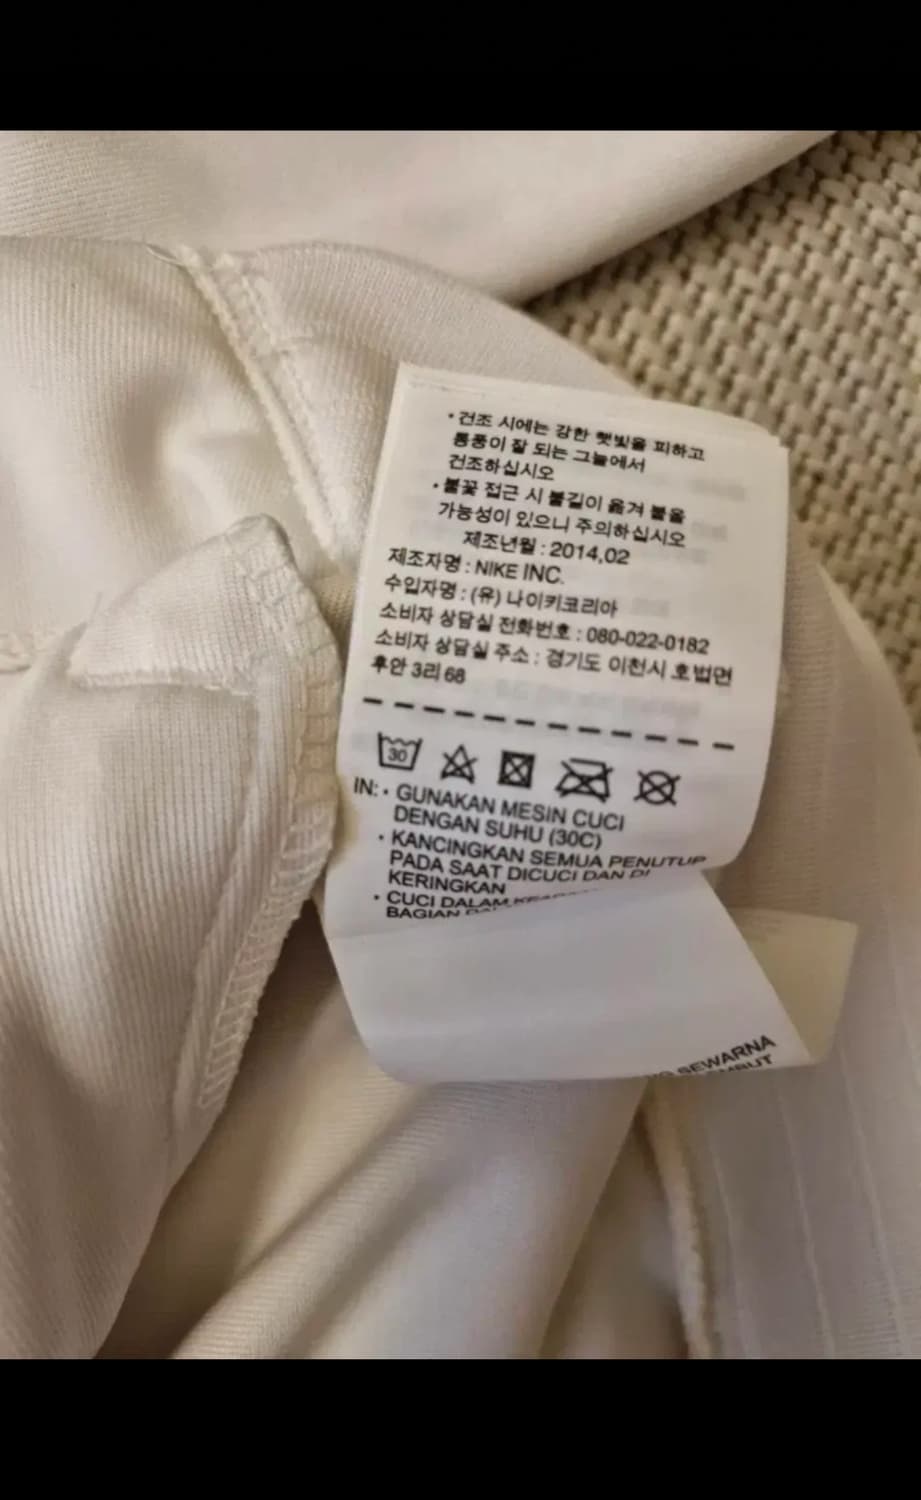 • 건조 시에는 강한 햇빛을 피하고
통풍이 잘 되는 그늘에서
건조하십시오
• 불꽃 접근 시 불길이 옮겨 붙을
가능성이 있으니 주의하십시오
제조년월 : 2014,02
제조자명 : NIKE INC.
수입자명 : (유) 나이키코리아
소비자 상담실 전화번호 : 080-022-0182
소비자 상담실 주소 : 경기도 이천시 호법면
후안 3리 68
30
IN: • GUNAKAN MESIN CUCI
DENGAN SUHU (30C)
• KANCINGKAN SEMUA PENUTUP
PADA SAAT DICUCI DAN DI
KERINGKAN
• CUCI DALAM
BAGIAN
SEWARNA